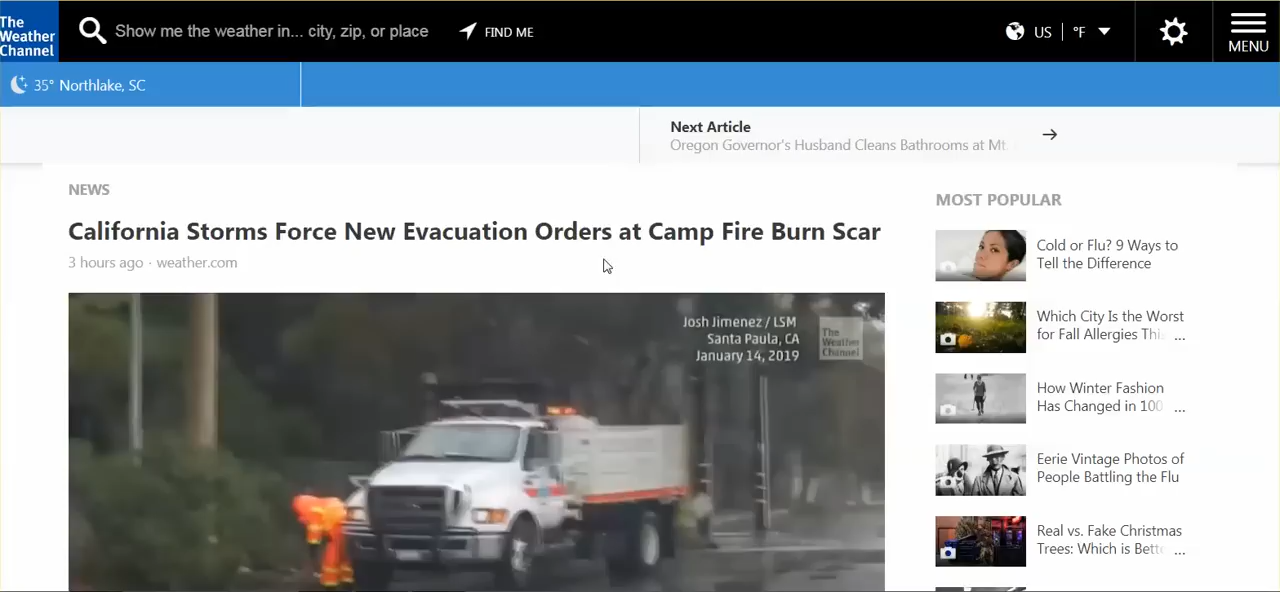 The
Weather
Channel
Show me the weather in... city, zip, or place
FIND ME
US
°F
MENU
35° Northlake, SC
Next Article
Oregon Governor's Husband Cleans Bathrooms at Mt.
NEWS
California Storms Force New Evacuation Orders at Camp Fire Burn Scar
3 hours ago · weather.com
Josh Jimenez / LSM
Santa Paula, CA
January 14, 2019
The
Weather
Channel
MOST POPULAR
Cold or Flu? 9 Ways to
Tell the Difference
Which City Is the Worst
for Fall Allergies Thi ...
How Winter Fashion
Has Changed in 100 ...
Eerie Vintage Photos of
People Battling the Flu
Real vs. Fake Christmas
Trees: Which is Bette ...